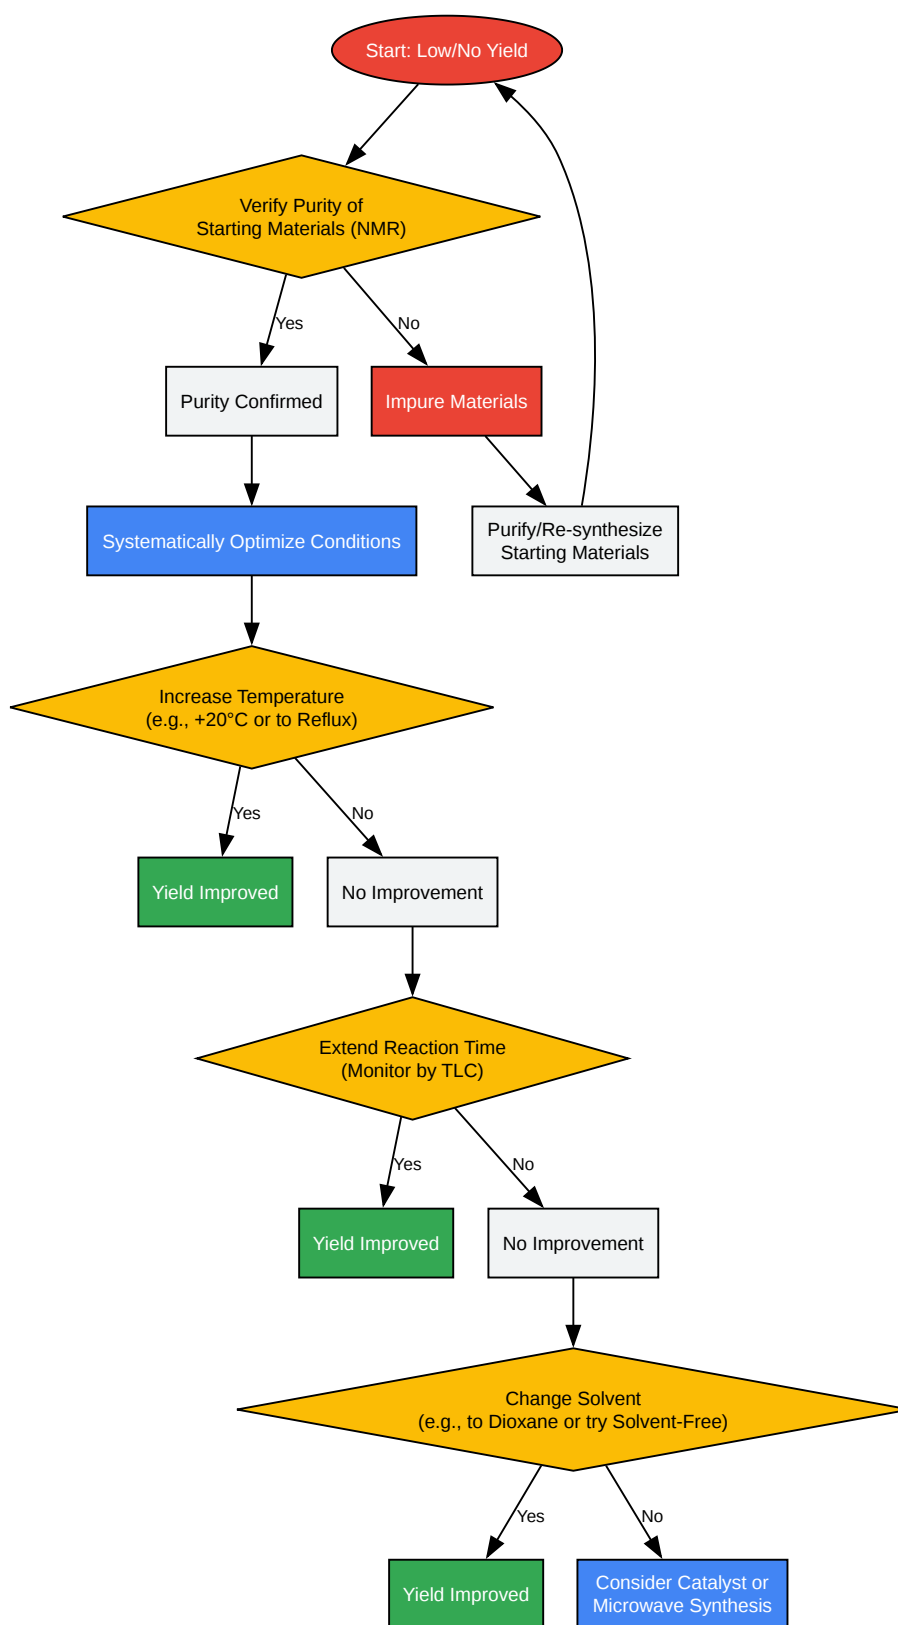 Start: Low/No Yield
Verify Purity of
Starting Materials (NMR)
Yes
No
Purity Confirmed
Impure Materials
Systematically Optimize Conditions
Purify/Re-synthesize
Starting Materials
Increase Temperature
(e.g., +20°C or to Reflux)
Yes
No
Yield Improved
No Improvement
Extend Reaction Time
(Monitor by TLC)
Yes
No
Yield Improved
No Improvement
Change Solvent
(e.g., to Dioxane or try Solvent-Free)
Yes
No
Yield Improved
Consider Catalyst or
Microwave Synthesis